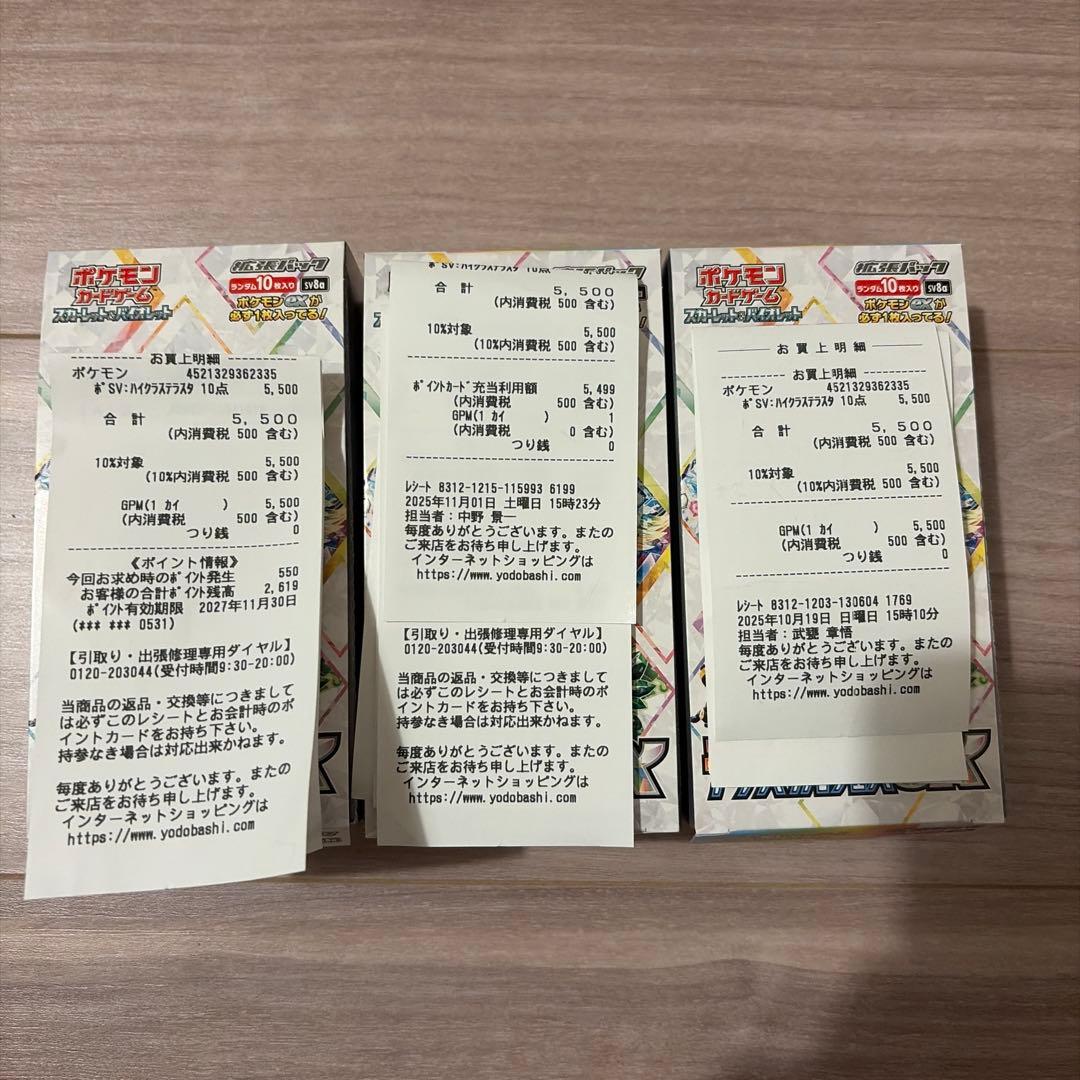 ポケモン
カードゲーム
スカーレット&バイオレット
拡張パック
ランダム10枚入り sv8a
ポケモンexが
必ず1枚入ってる!
お買上明細
ポケモン 4521329362335
ポSV:ハイクラステラスタ 10点 5,500
合計 5,500
(内消費税 500 含む)
10%対象 5,500
(10%内消費税 500 含む)
GPM(1 カイ ) 5,500
(内消費税 500 含む)
つり銭 0
《ポイント情報》
今回お求め時のポイント発生 550
お客様の合計ポイント残高 2,619
ポイント有効期限 2027年11月30日
(*** *** 0531)
【引取り・出張修理専用ダイヤル】
0120-203044(受付時間9:30-20:00)
当商品の返品・交換等につきまして
は必ずこのレシートとお会計時のポ
イントカードをお持ち下さい。
持参なき場合は対応出来かねます。
毎度ありがとうございます。またの
ご来店をお待ち申し上げます。
インターネットショッピングは
https://www.yodobashi.com
ポSV:ハイクラステラスタ 10点
合計 5,500
(内消費税 500 含む)
10%対象 5,500
(10%内消費税 500 含む)
ポイントカード充当利用額 5,499
(内消費税 500 含む)
GPM(1 カイ ) 1
(内消費税 0 含む)
つり銭 0
レシート 8312-1215-115993 6199
2025年11月01日 土曜日 15時23分
担当者:中野 景一
毎度ありがとうございます。またの
ご来店をお待ち申し上げます。
インターネットショッピングは
https://www.yodobashi.com
【引取り・出張修理専用ダイヤル】
0120-203044(受付時間9:30-20:00)
当商品の返品・交換等につきまして
は必ずこのレシートとお会計時のポ
イントカードをお持ち下さい。
持参なき場合は対応出来かねます。
毎度ありがとうございます。またの
ご来店をお待ち申し上げます。
インターネットショッピングは
https://www.yodobashi.com
ポケモン
カードゲーム
スカーレット&バイオレット
拡張パック
ランダム10枚入り sv8a
ポケモンexが
必ず1枚入ってる!
お買上明細
お買上明細
ポケモン 4521329362335
ポSV:ハイクラステラスタ 10点 5,500
合計 5,500
(内消費税 500 含む)
10%対象 5,500
(10%内消費税 500 含む)
GPM(1 カイ ) 5,500
(内消費税 500 含む)
つり銭 0
レシート 8312-1203-130604 1769
2025年10月19日 日曜日 15時10分
担当者:武甕 章悟
毎度ありがとうございます。またの
ご来店をお待ち申し上げます。
インターネットショッピングは
https://www.yodobashi.com